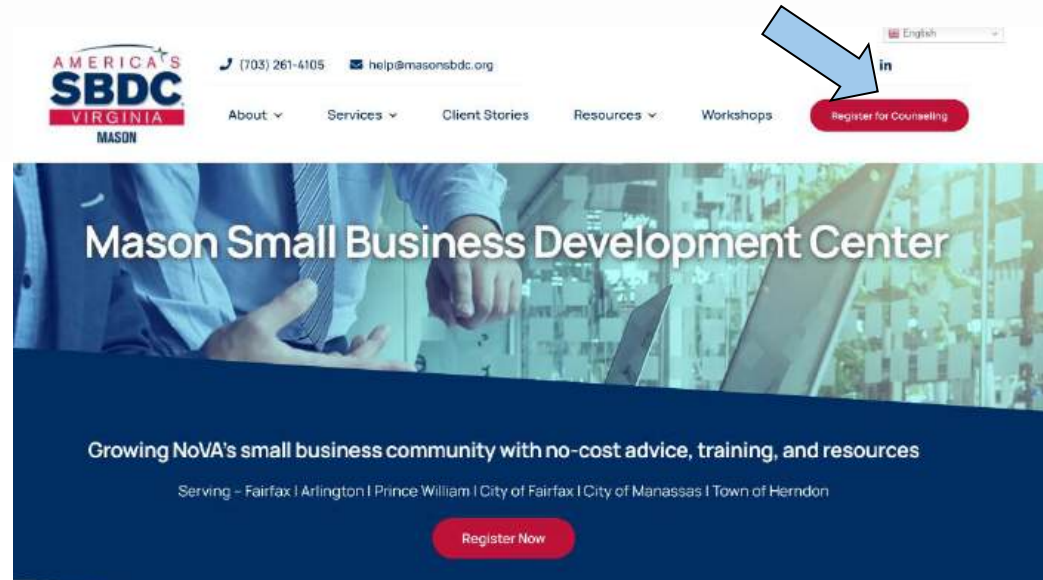 AMERICA'S
SBDC
VIRGINIA
MASON
(703) 261-4105 help@masonsbdc.org
English
in
About Services Client Stories Resources Workshops Register for Counseling
Mason Small Business Development Center
Growing NoVA's small business community with no-cost advice, training, and resources
Serving – Fairfax | Arlington | Prince William | City of Fairfax | City of Manassas | Town of Herndon
Register Now